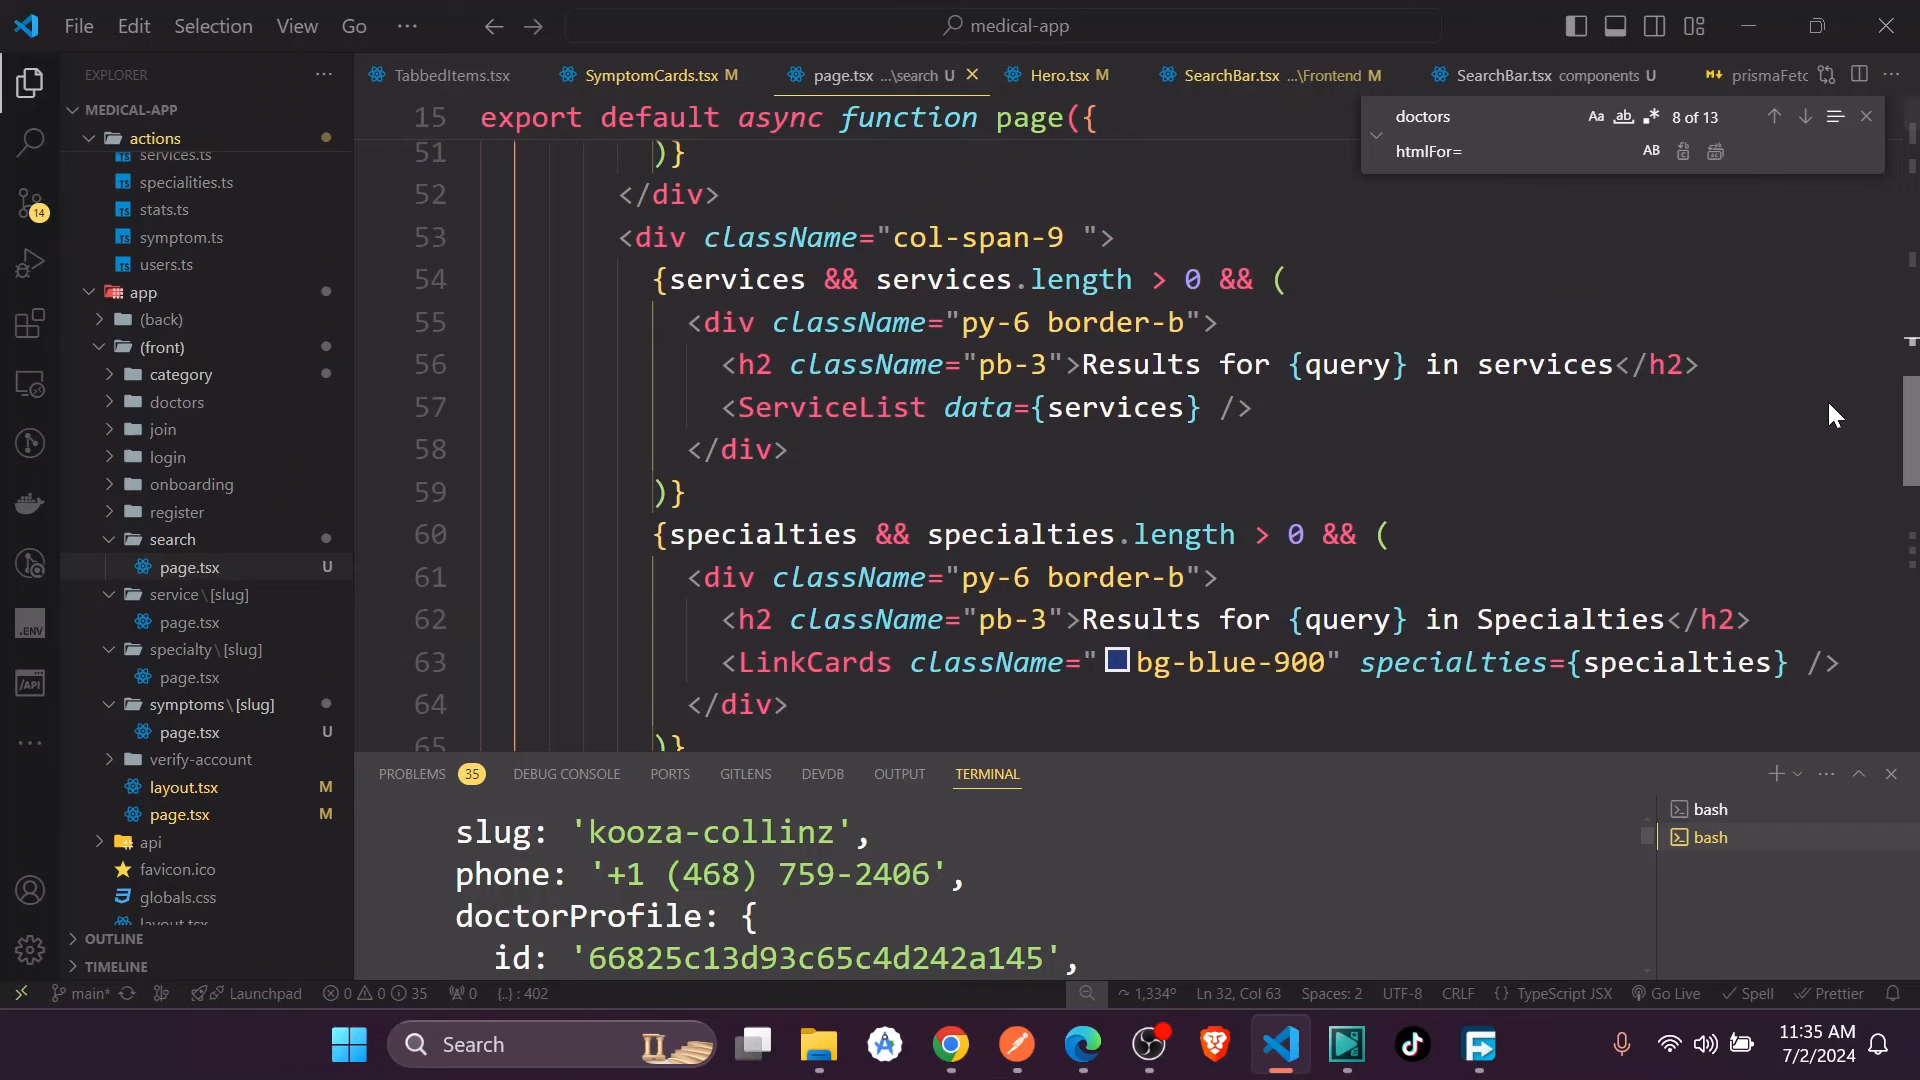 File Edit Selection View Go ··· medical-app
EXPLORER ···
TabbedItems.tsx SymptomCards.tsx M page.tsx ...\search U Hero.tsx M SearchBar.tsx ...\Frontend M SearchBar.tsx components U prismaFetc
MEDICAL-APP
actions
services.ts
specialities.ts
stats.ts
symptom.ts
users.ts
app
(back)
(front)
category
doctors
join
login
onboarding
register
search
page.tsx U
service\[slug]
page.tsx
specialty\[slug]
page.tsx
symptoms\[slug]
page.tsx U
verify-account
layout.tsx M
page.tsx M
api
favicon.ico
globals.css
layout.tsx
OUTLINE
TIMELINE
14
.ENV
/API
doctors Aa ab 8 of 13
htmlFor= AB
15 export default async function page({
51 )}
52 </div>
53 <div className="col-span-9 ">
54 {services && services.length > 0 && (
55 <div className="py-6 border-b">
56 <h2 className="pb-3">Results for {query} in services</h2>
57 <ServiceList data={services} />
58 </div>
59 )}
60 {specialties && specialties.length > 0 && (
61 <div className="py-6 border-b">
62 <h2 className="pb-3">Results for {query} in Specialties</h2>
63 <LinkCards className="bg-blue-900" specialties={specialties} />
64 </div>
65 )}
PROBLEMS 35 DEBUG CONSOLE PORTS GITLENS DEVDB OUTPUT TERMINAL
slug: 'kooza-collinz',
phone: '+1 (468) 759-2406',
doctorProfile: {
id: '66825c13d93c65c4d242a145',
bash
bash
main* Launchpad 0 0 35 0 {..} : 402 1,334º Ln 32, Col 63 Spaces: 2 UTF-8 CRLF {} TypeScript JSX Go Live Spell Prettier
Search
11:35 AM
7/2/2024